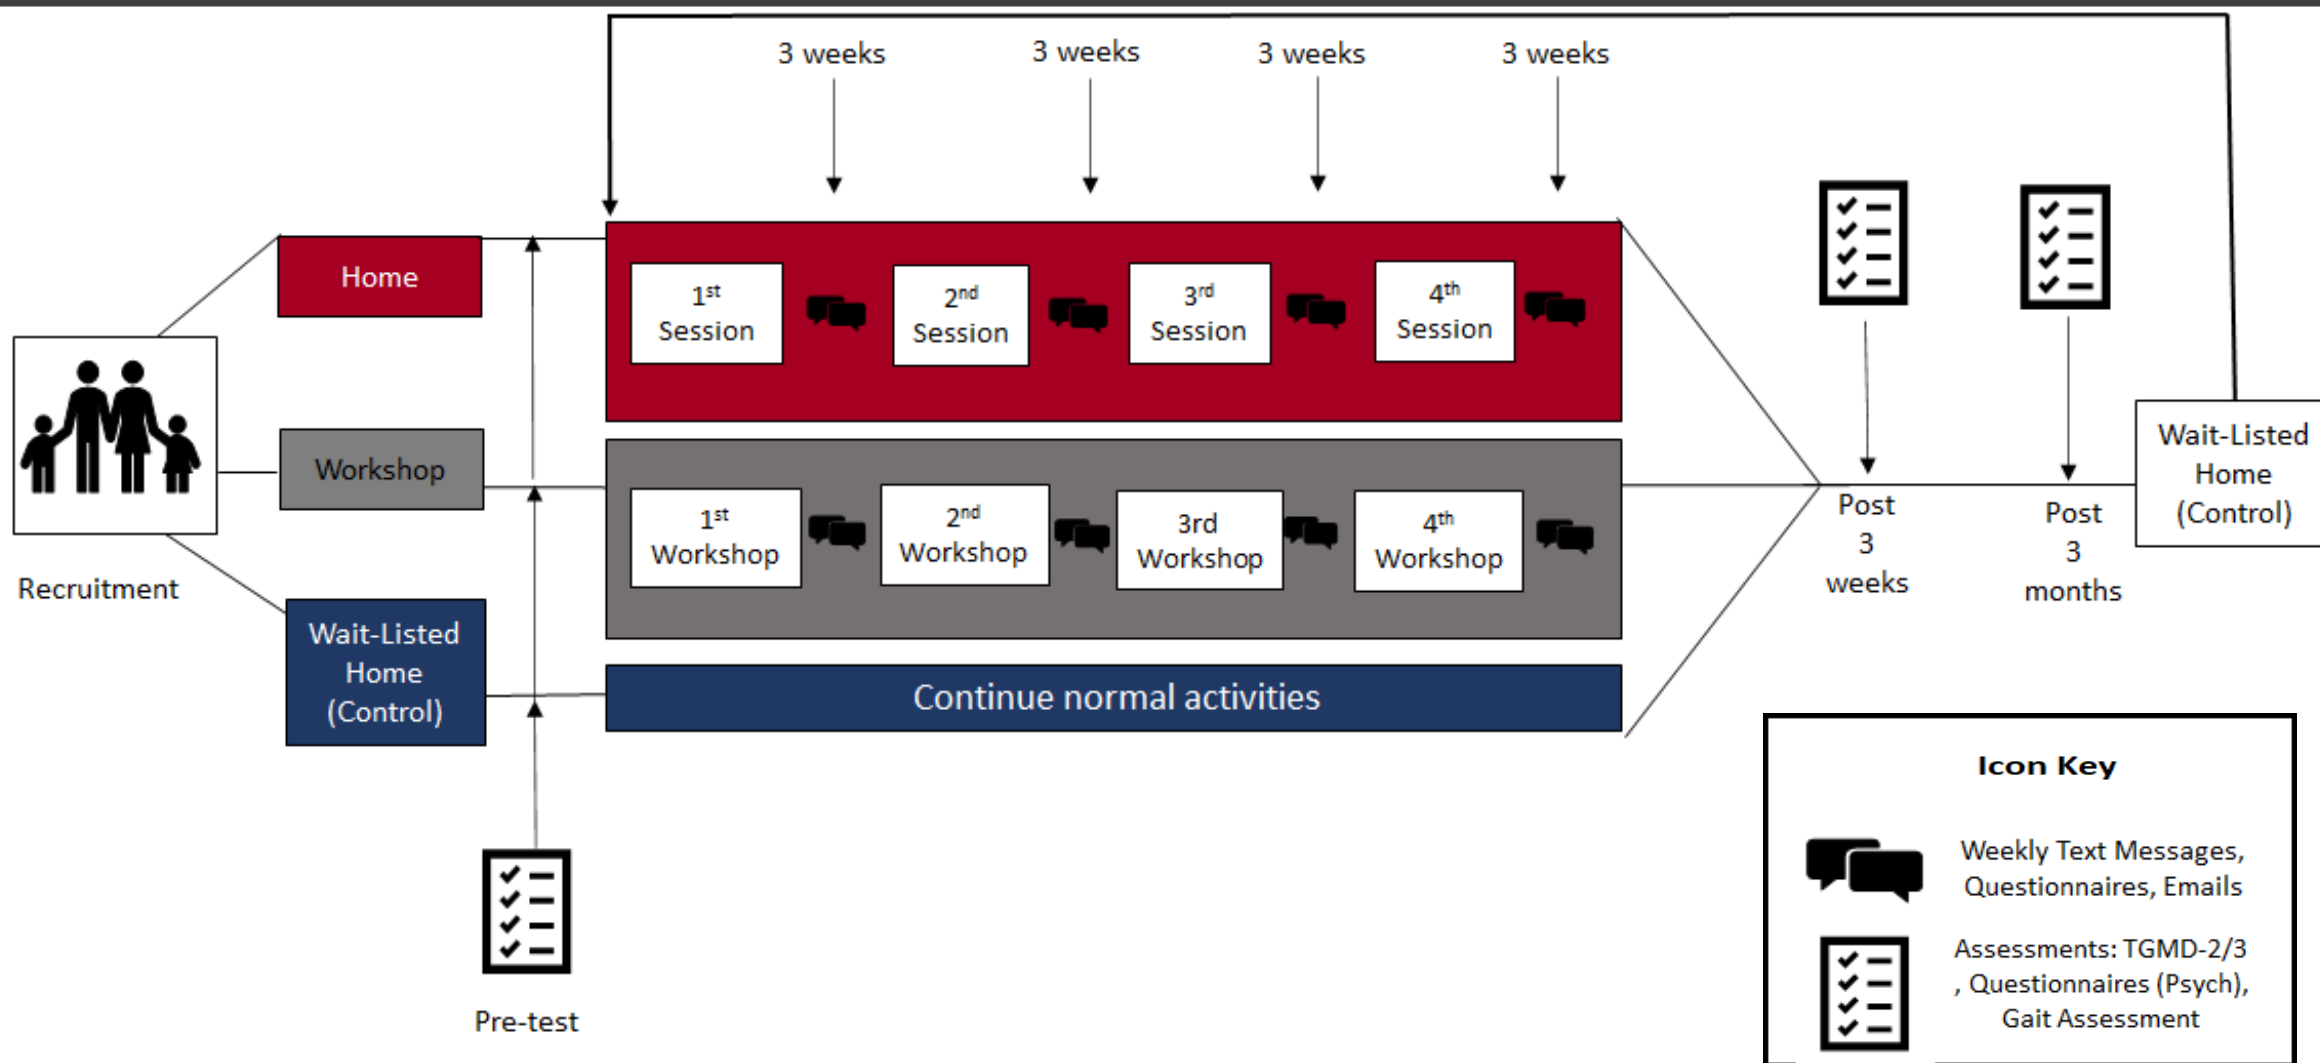 3 weeks
3 weeks
3 weeks
3 weeks
Home
1st
Session
2nd
Session
3rd
Session
4th
Session
Recruitment
Workshop
1st
Workshop
2nd
Workshop
3rd
Workshop
4th
Workshop
Wait-Listed
Home
(Control)
Continue normal activities
Post
3
weeks
Post
3
months
Wait-Listed
Home
(Control)
Pre-test
Icon Key
Weekly Text Messages,
Questionnaires, Emails
Assessments: TGMD-2/3
, Questionnaires (Psych),
Gait Assessment